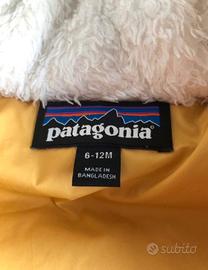 patagonia
6-12M
MADE IN
BANGLADESH
subito